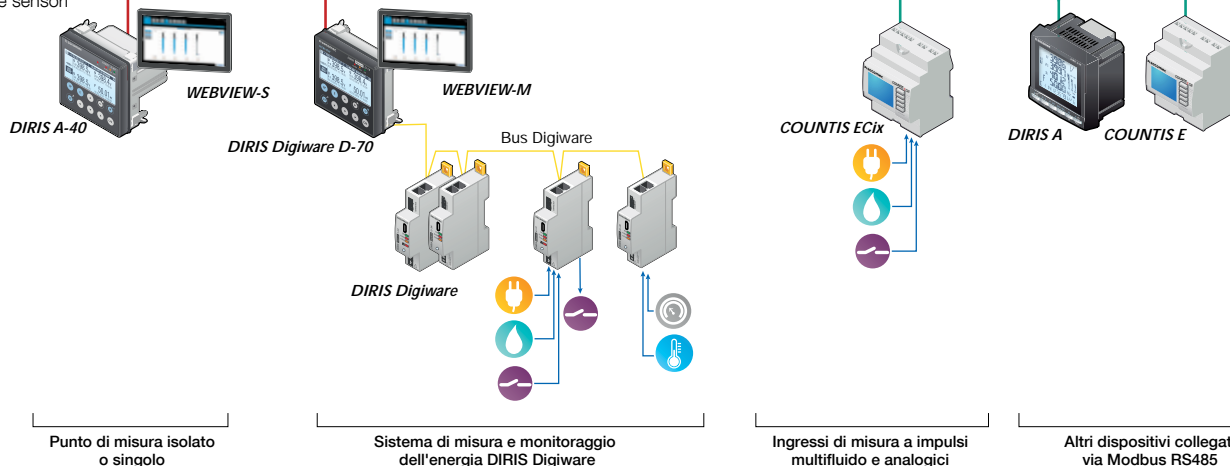 e sensori
WEBVIEW-S
WEBVIEW-M
DIRIS A-40
DIRIS Digiware D-70
COUNTIS ECix
DIRIS A
COUNTIS E
Bus Digiware
DIRIS Digiware
Punto di misura isolato
o singolo
Sistema di misura e monitoraggio
dell'energia DIRIS Digiware
Ingressi di misura a impulsi
multifluido e analogici
Altri dispositivi collegat
via Modbus RS485